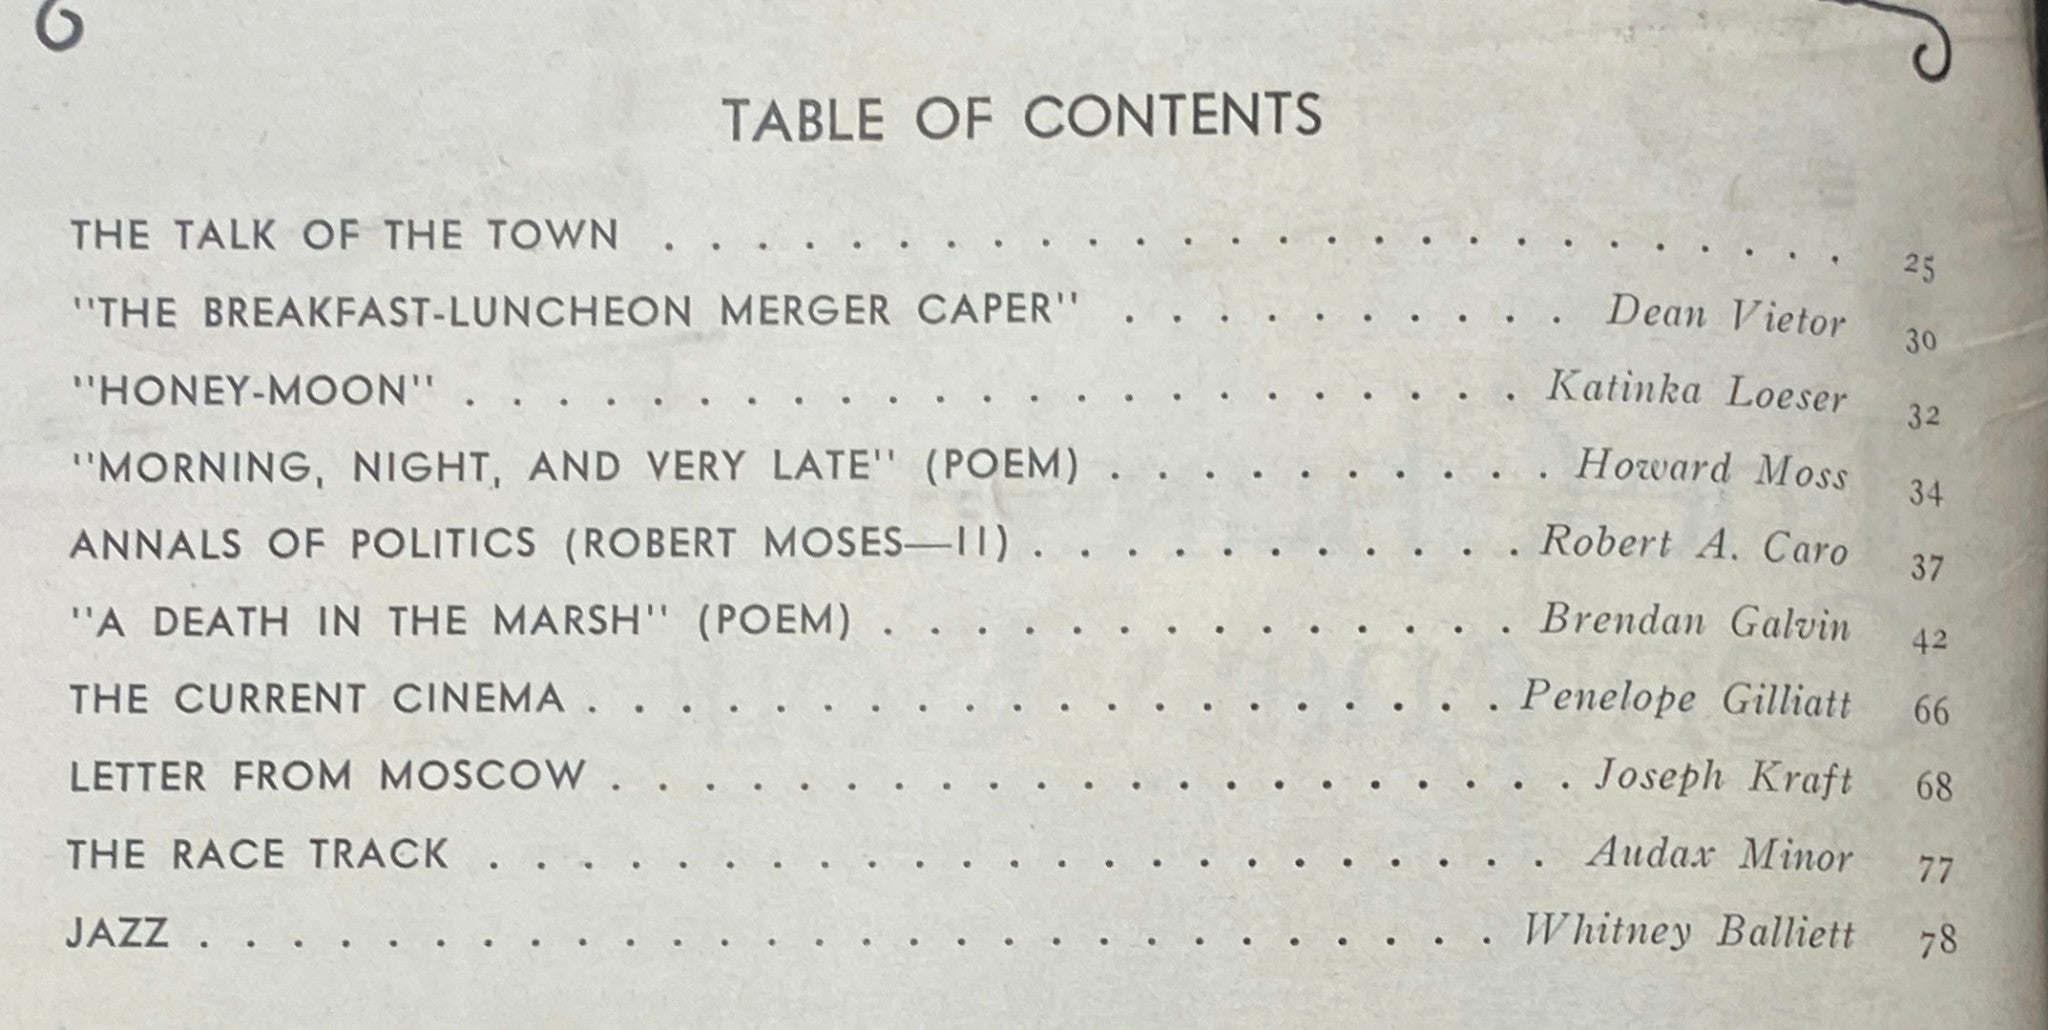 TABLE OF CONTENTS
THE TALK OF THE TOWN . . . . . . . . . . . . . . . . . . . . . . . . . . 25
"THE BREAKFAST-LUNCHEON MERGER CAPER" . . . . . . . . . . Dean Vietor 30
"HONEY-MOON" . . . . . . . . . . . . . . . . . . . . . . . Katinka Loeser 32
"MORNING, NIGHT, AND VERY LATE" (POEM) . . . . . . . . . . Howard Moss 34
ANNALS OF POLITICS (ROBERT MOSES—II) . . . . . . . . . . . Robert A. Caro 37
"A DEATH IN THE MARSH" (POEM) . . . . . . . . . . . . . . Brendan Galvin 42
THE CURRENT CINEMA . . . . . . . . . . . . . . . . . . . . Penelope Gilliatt 66
LETTER FROM MOSCOW . . . . . . . . . . . . . . . . . . . . . Joseph Kraft 68
THE RACE TRACK . . . . . . . . . . . . . . . . . . . . . . . Audax Minor 77
JAZZ . . . . . . . . . . . . . . . . . . . . . . . . . . . . Whitney Balliett 78